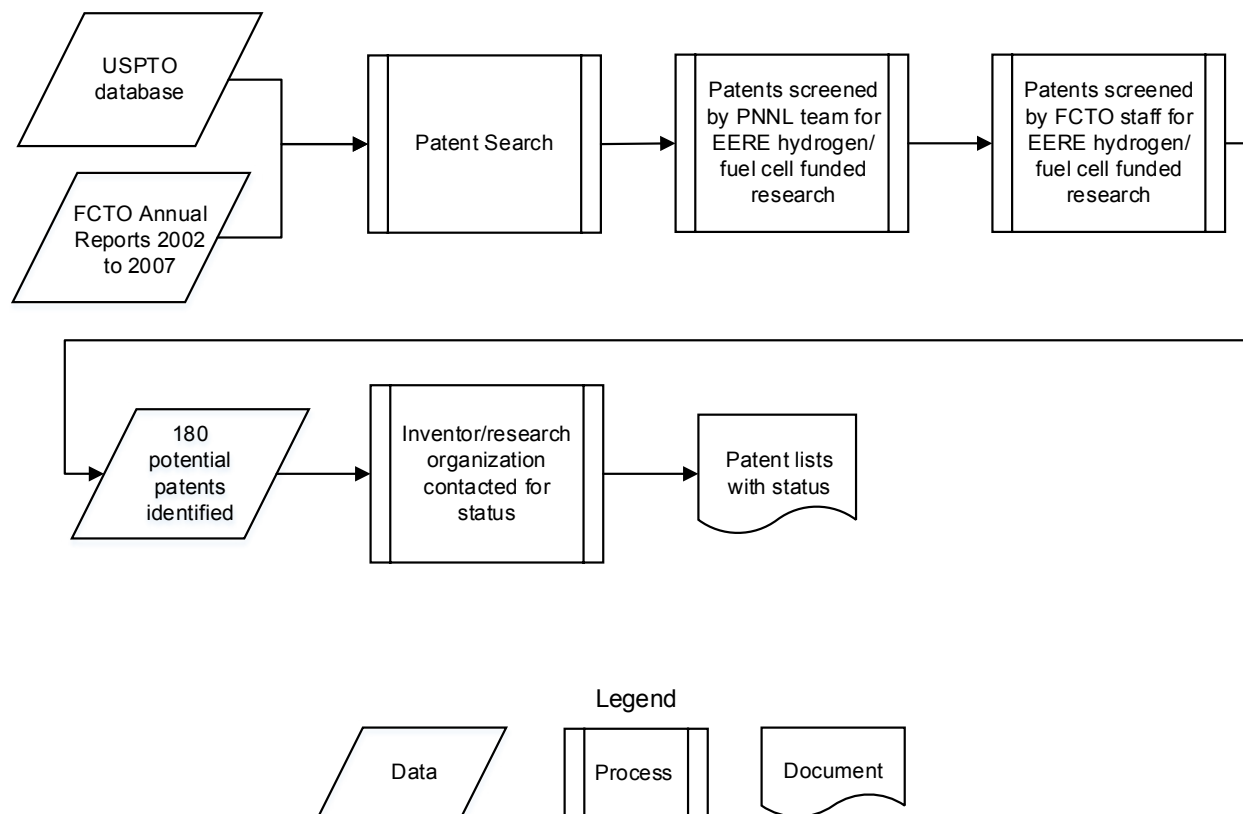 USPTO
database
FCTO Annual
Reports 2002
to 2007
Patent Search
Patents screened
by PNNL team for
EERE hydrogen/
fuel cell funded
research
Patents screened
by FCTO staff for
EERE hydrogen/
fuel cell funded
research
180
potential
patents
identified
Inventor/research
organization
contacted for
status
Patent lists
with status
Legend
Data
Process
Document